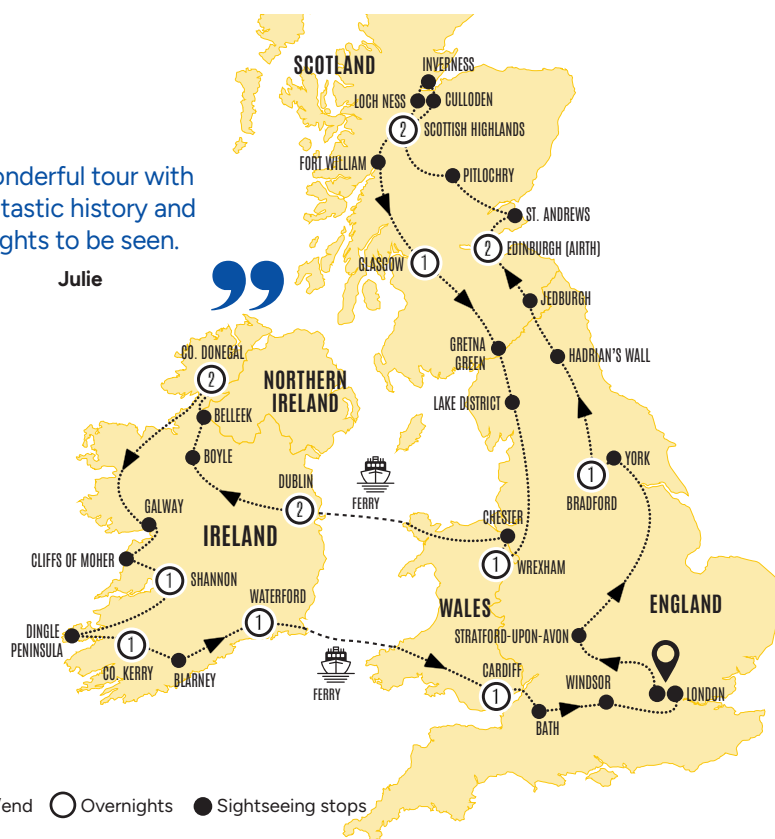 SCOTLAND
INVERNESS
LOCH NESS
CULLODEN
2
SCOTTISH HIGHLANDS
FORT WILLIAM
PITLOCHRY
onderful tour with
tastic history and
ghts to be seen.
Julie
”
ST. ANDREWS
2
EDINBURGH (AIRTH)
GLASGOW
1
JEDBURGH
GRETNA
GREEN
HADRIAN'S WALL
CO. DONEGAL
2
NORTHERN
IRELAND
LAKE DISTRICT
BELLEEK
BOYLE
YORK
1
BRADFORD
DUBLIN
2
FERRY
GALWAY
IRELAND
CHESTER
1
WREXHAM
CLIFFS OF MOHER
1
SHANNON
WATERFORD
1
WALES
ENGLAND
DINGLE
PENINSULA
1
CO. KERRY
BLARNEY
STRATFORD-UPON-AVON
FERRY
CARDIFF
1
WINDSOR
LONDON
BATH
/end
Overnights
Sightseeing stops